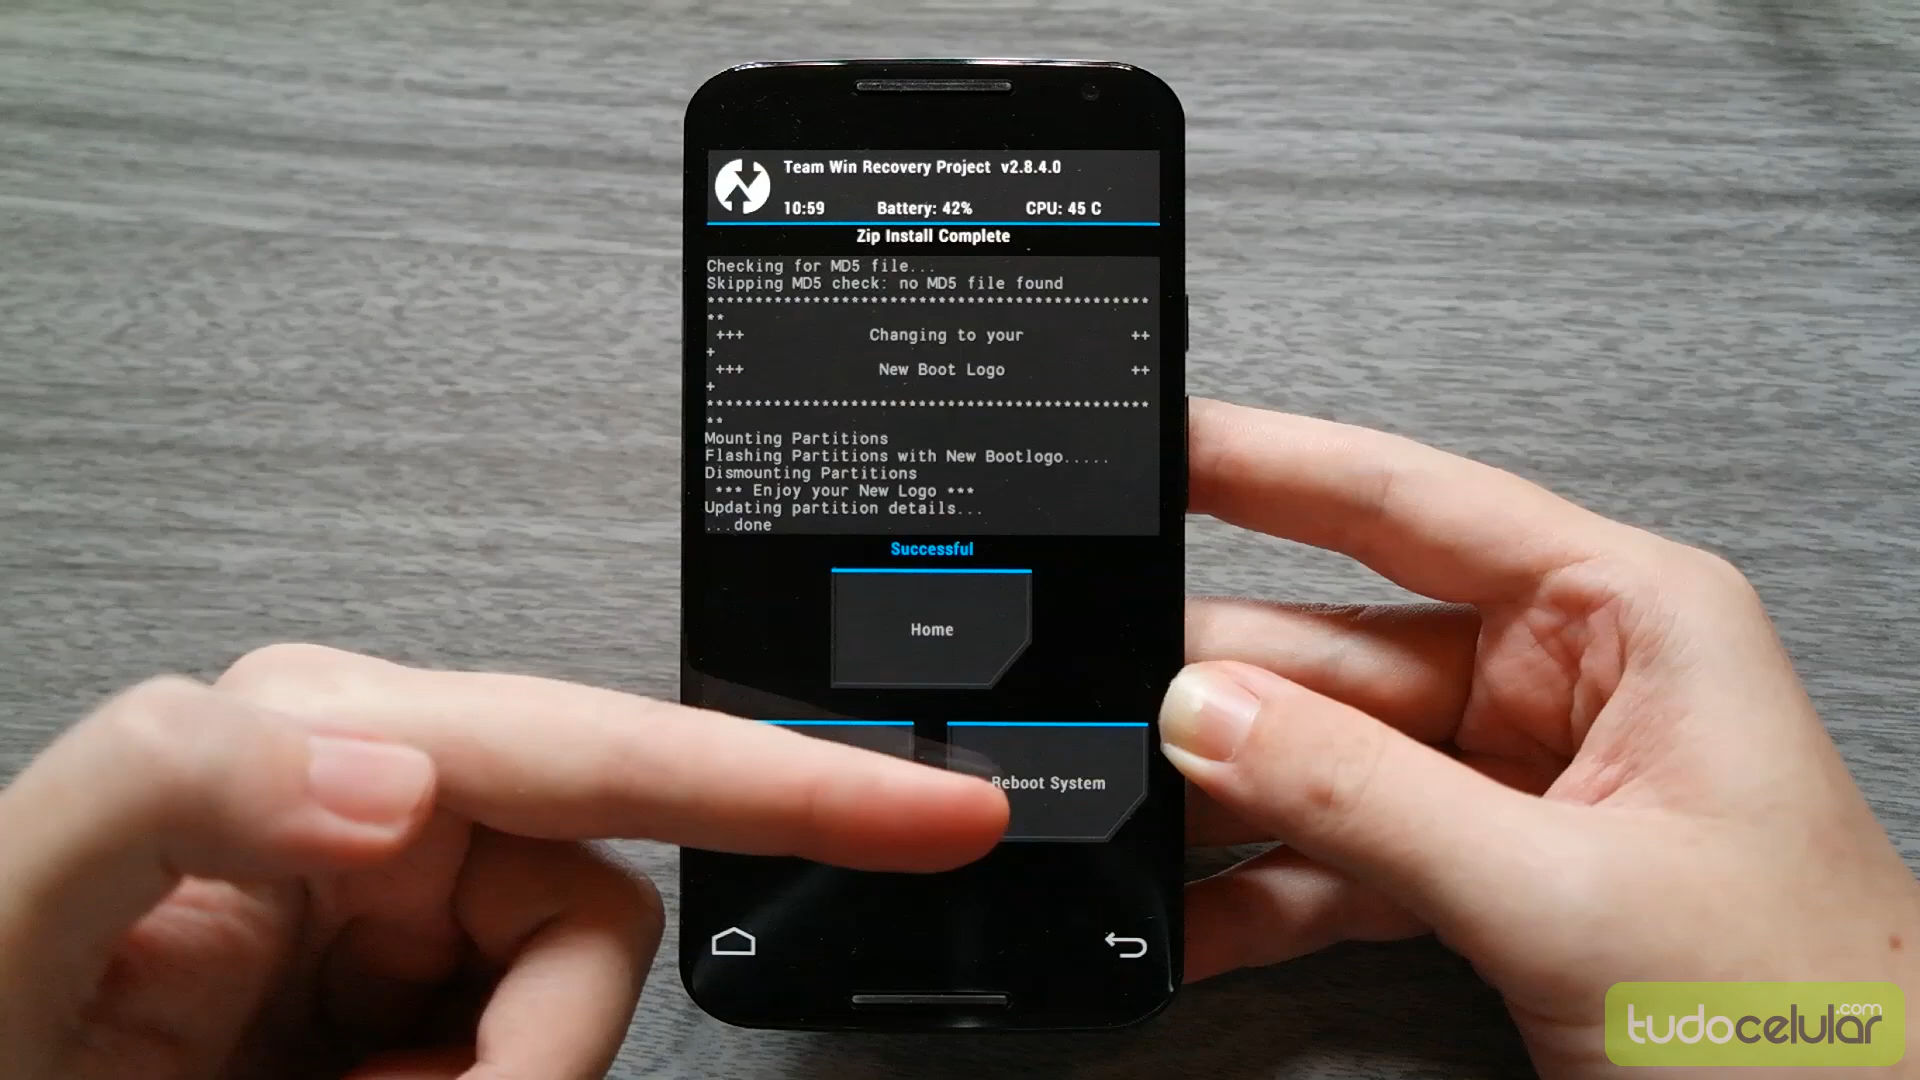 Team Win Recovery Project v2.8.4.0
10:59 Battery: 42% CPU: 45 C
Zip Install Complete
Checking for MD5 file...
Skipping MD5 check: no MD5 file found
**********************************************
**
+++ Changing to your ++
+
+++ New Boot Logo ++
+
**********************************************
**
Mounting Partitions
Flashing Partitions with New Bootlogo.....
Dismounting Partitions
*** Enjoy your New Logo ***
Updating partition details...
...done
Successful
Home
Reboot System
tudocelular.com